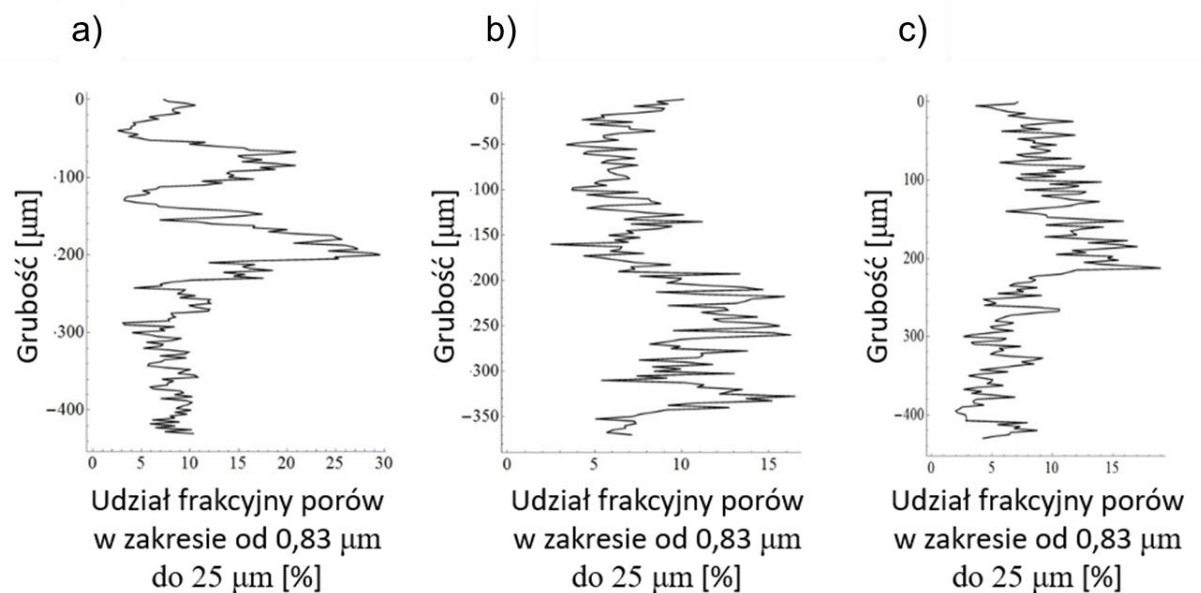 a)
0
·100
−200
−300
−400
Grubość [μm]
0 5 10 15 20 25 30
Udział frakcyjny porów
w zakresie od 0,83 μm
do 25 μm [%]
b)
0
−50
·100
·150
−200
−250
·300
−350
Grubość [μm]
0 5 10 15
Udział frakcyjny porów
w zakresie od 0,83 μm
do 25 μm [%]
c)
0
100
200
300
−400
Grubość [μm]
0 5 10 15
Udział frakcyjny porów
w zakresie od 0,83 μm
do 25 μm [%]